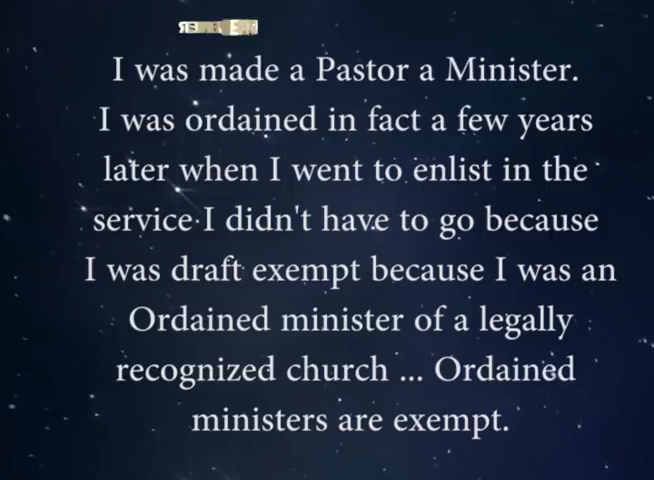 I was made a Pastor a Minister.
I was ordained in fact a few years
later when I went to enlist in the
service I didn't have to go because
I was draft exempt because I was an
Ordained minister of a legally
recognized church ... Ordained
ministers are exempt.